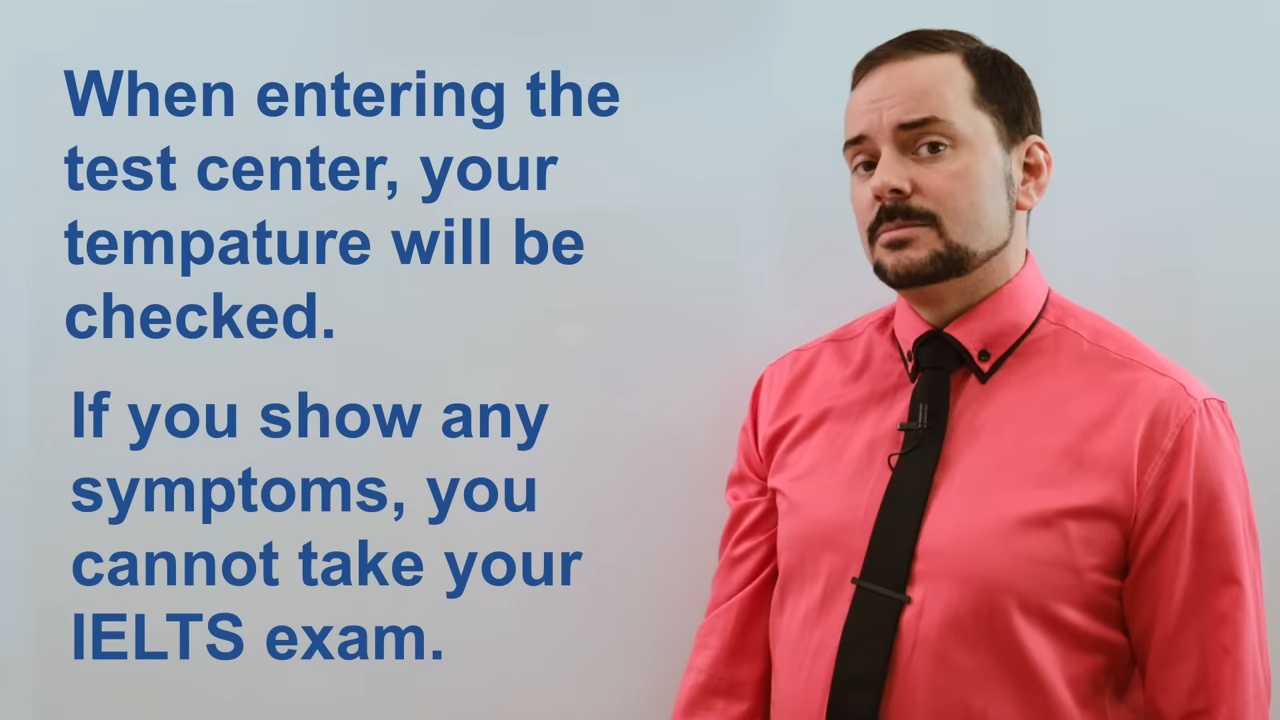 When entering the
test center, your
tempature will be
checked.
If you show any
symptoms, you
cannot take your
IELTS exam.